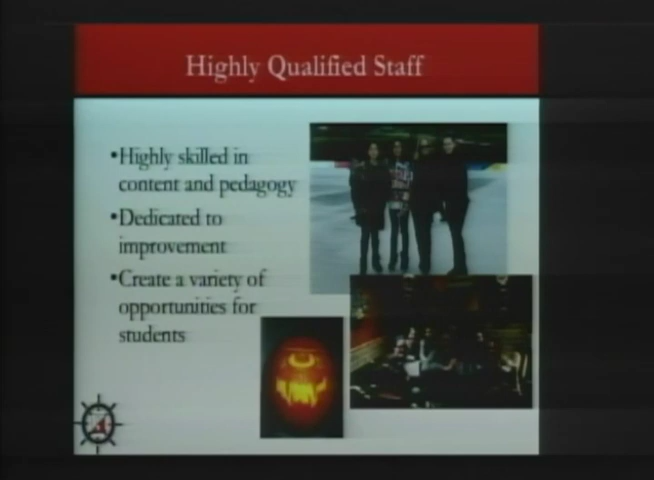 Highly Qualified Staff
•Highly skilled in
content and pedagogy
•Dedicated to
improvement
•Create a variety of
opportunities for
students